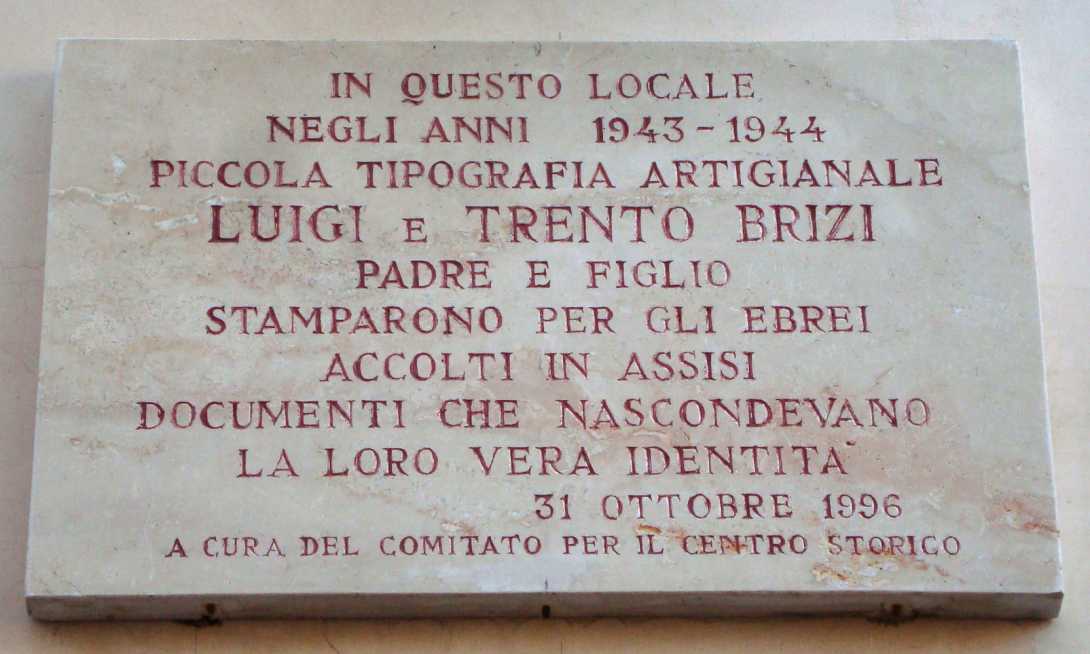 IN QUESTO LOCALE
NEGLI ANNI 1943-1944
PICCOLA TIPOGRAFIA ARTIGIANALE
LUIGI E TRENTO BRIZI
PADRE E FIGLIO
STAMPARONO PER GLI EBREI
ACCOLTI IN ASSISI
DOCUMENTI CHE NASCONDEVANO
LA LORO VERA IDENTITÀ
31 OTTOBRE 1996
A CURA DEL COMITATO PER IL CENTRO STORICO